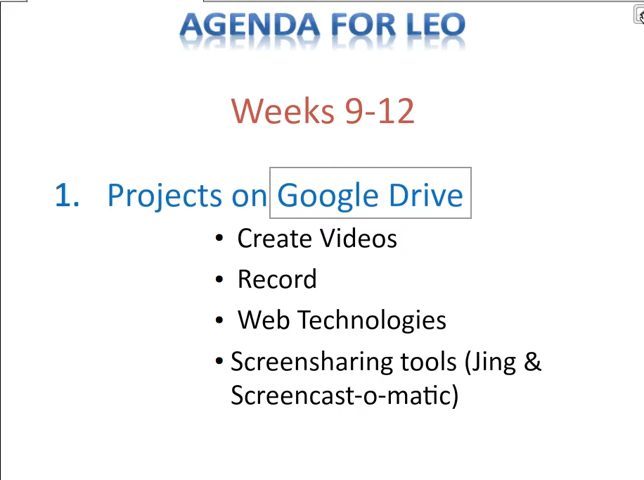 AGENDA FOR LEO
Weeks 9-12
1. Projects on Google Drive
• Create Videos
• Record
• Web Technologies
• Screensharing tools (Jing &
Screencast-o-matic)